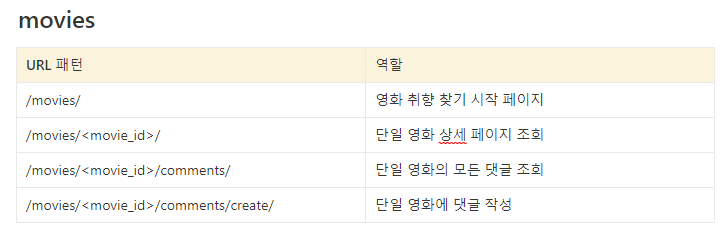 movies
URL 패턴 역할
/movies/ 영화 취향 찾기 시작 페이지
/movies/<movie_id>/ 단일 영화 상세 페이지 조회
/movies/<movie_id>/comments/ 단일 영화의 모든 댓글 조회
/movies/<movie_id>/comments/create/ 단일 영화에 댓글 작성